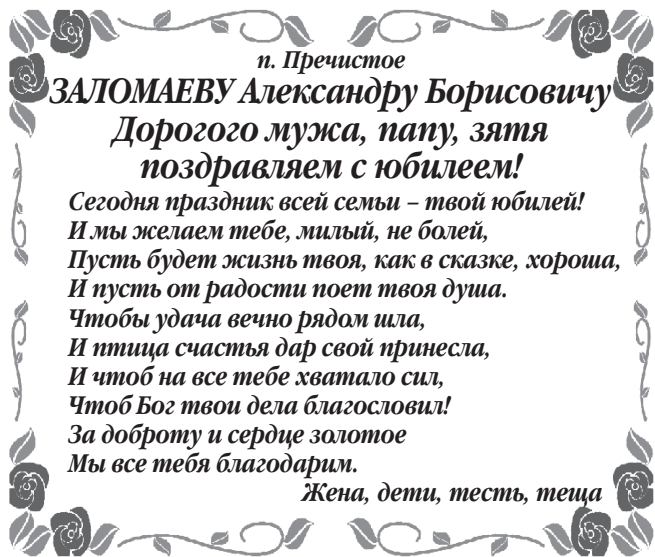 п. Пречистое
ЗАЛОМАЕВУ Александру Борисовичу
Дорогого мужа, папу, зятя
поздравляем с юбилеем!
Сегодня праздник всей семьи – твой юбилей!
И мы желаем тебе, милый, не болей,
Пусть будет жизнь твоя, как в сказке, хороша,
И пусть от радости поет твоя душа.
Чтобы удача вечно рядом шла,
И птица счастья дар свой принесла,
И чтоб на все тебе хватало сил,
Чтоб Бог твои дела благословил!
За доброту и сердце золотое
Мы все тебя благодарим.
Жена, дети, тесть, теща